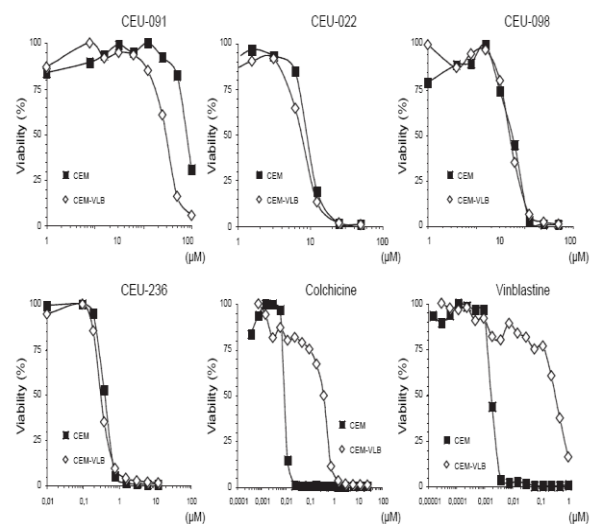 CEU-091
Viability (%)
100
75
50
25
0
CEM
CEM-VLB
1
10
100
(µM)
CEU-022
Viability (%)
100
75
50
25
0
CEM
CEM-VLB
1
10
100
(µM)
CEU-098
Viability (%)
100
75
50
25
0
CEM
CEM-VLB
1
10
100
(µM)
CEU-236
Viability (%)
100
75
50
25
0
CEM
CEM-VLB
0,01
0,1
1
10
100
(µM)
Colchicine
Viability (%)
100
75
50
25
0
CEM
CEM-VLB
0,0001
0,001
0,01
0,1
1
10
(µM)
Vinblastine
Viability (%)
100
75
50
25
0
CEM
CEM-VLB
0,00001
0,0001
0,001
0,01
0,1
1
(µM)